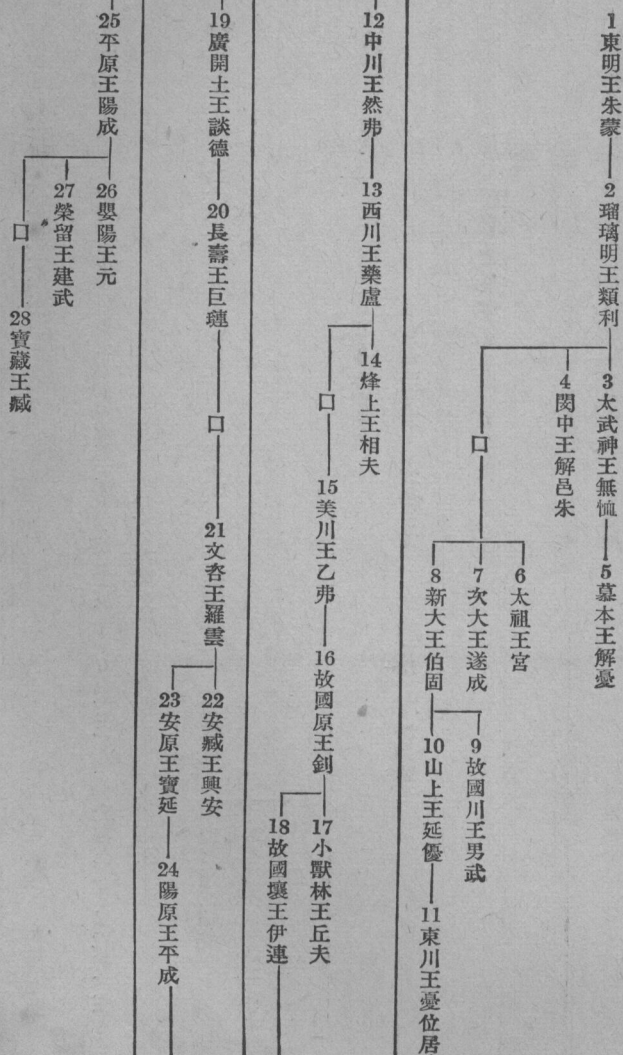 1東明王朱蒙
2瑠璃明王類利
3太武神王無恤
4閔中王解邑朱
5慕本王解憂
口
6太祖王宮
7次大王遂成
8新大王伯固
9故國川王男武
10山上王延優
11東川王憂位居
12中川王然弗
13西川王藥盧
14烽上王相夫
口
15美川王乙弗
16故國原王釗
17小獸林王丘夫
18故國壤王伊連
19廣開土王談德
20長壽王巨璉
口
21文咨王羅雲
22安臧王興安
23安原王寶延
24陽原王平成
25平原王陽成
26嬰陽王元
27榮留王建武
口
28寶藏王臧